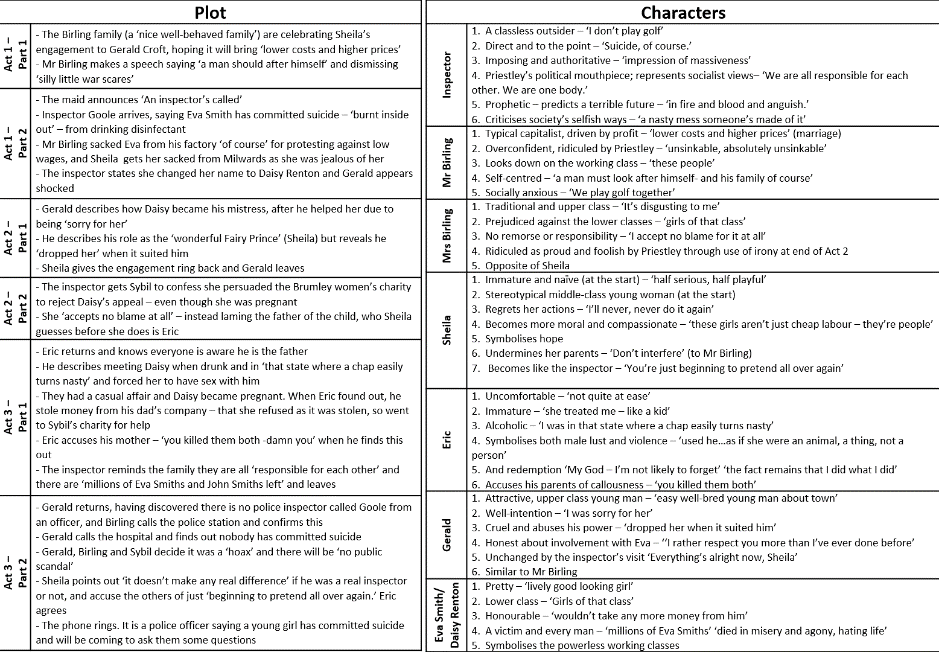 Plot
Act 1 –
Part 1
- The Birling family (a ‘nice well-behaved family’) are celebrating Sheila’s
engagement to Gerald Croft, hoping it will bring ‘lower costs and higher prices’
- Mr Birling makes a speech saying ‘a man should after himself’ and dismissing
‘silly little war scares’
Act 1 –
Part 2
- The maid announces ‘An inspector’s called’
- Inspector Goole arrives, saying Eva Smith has committed suicide – ‘burnt inside
out’ – from drinking disinfectant
- Mr Birling sacked Eva from his factory ‘of course’ for protesting against low
wages, and Sheila  gets her sacked from Milwards as she was jealous of her
- The inspector states she changed her name to Daisy Renton and Gerald appears
shocked
Act 2 –
Part 1
- Gerald describes how Daisy became his mistress, after he helped her due to
being ‘sorry for her’
- He describes his role as the ‘wonderful Fairy Prince’ (Sheila) but reveals he
‘dropped her’ when it suited him
- Sheila gives the engagement ring back and Gerald leaves
Act 2 –
Part 2
- The inspector gets Sybil to confess she persuaded the Brumley women’s charity
to reject Daisy’s appeal – even though she was pregnant
- She ‘accepts no blame at all’ – instead laming the father of the child, who Sheila
guesses before she does is Eric
Act 3 –
Part 1
- Eric returns and knows everyone is aware he is the father
- He describes meeting Daisy when drunk and in ‘that state where a chap easily
turns nasty’ and forced her to have sex with him
- They had a casual affair and Daisy became pregnant. When Eric found out, he
stole money from his dad’s company – that she refused as it was stolen, so went
to Sybil’s charity for help
- Eric accuses his mother – ‘you killed them both -damn you’ when he finds this
out
- The inspector reminds the family they are all ‘responsible for each other’ and
there are ‘millions of Eva Smiths and John Smiths left’ and leaves
Act 3 –
Part 2
- Gerald returns, having discovered there is no police inspector called Goole from
an officer, and Birling calls the police station and confirms this
- Gerald calls the hospital and finds out nobody has committed suicide
- Gerald, Birling and Sybil decide it was a ‘hoax’ and there will be ‘no public
scandal’
- Sheila points out ‘it doesn’t make any real difference’ if he was a real inspector
or not, and accuse the others of just ‘beginning to pretend all over again.’ Eric
agrees
- The phone rings. It is a police officer saying a young girl has committed suicide
and will be coming to ask them some questions
Characters
Inspector
1. A classless outsider – ‘I don’t play golf’
2. Direct and to the point – ‘Suicide, of course.’
3. Imposing and authoritative – ‘impression of massiveness’
4. Priestley’s political mouthpiece; represents socialist views– ‘We are all responsible for each
other. We are one body.’
5. Prophetic – predicts a terrible future – ‘in fire and blood and anguish.’
6. Criticises society’s selfish ways – ‘a nasty mess someone’s made of it’
Mr Birling
1. Typical capitalist, driven by profit – ‘lower costs and higher prices’ (marriage)
2. Overconfident, ridiculed by Priestley – ‘unsinkable, absolutely unsinkable’
3. Looks down on the working class – ‘these people’
4. Self-centred – ‘a man must look after himself- and his family of course’
5. Socially anxious – ‘We play golf together’
Mrs Birling
1. Traditional and upper class – ‘It’s disgusting to me’
2. Prejudiced against the lower classes – ‘girls of that class’
3. No remorse or responsibility – ‘I accept no blame for it at all’
4. Ridiculed as proud and foolish by Priestley through use of irony at end of Act 2
5. Opposite of Sheila
Sheila
1. Immature and naïve (at the start) – ‘half serious, half playful’
2. Stereotypical middle-class young woman (at the start)
3. Regrets her actions – ‘I’ll never, never do it again’
4. Becomes more moral and compassionate – ‘these girls aren’t just cheap labour – they’re people’
5. Symbolises hope
6. Undermines her parents – ‘Don’t interfere’ (to Mr Birling)
7. Becomes like the inspector – ‘You’re just beginning to pretend all over again’
Eric
1. Uncomfortable – ‘not quite at ease’
2. Immature – ‘she treated me – like a kid’
3. Alcoholic – ‘I was in that state where a chap easily turns nasty’
4. Symbolises both male lust and violence – ‘used he…as if she were an animal, a thing, not a
person’
5. And redemption ‘My God – I’m not likely to forget’ ‘the fact remains that I did what I did’
6. Accuses his parents of callousness – ‘you killed them both’
Gerald
1. Attractive, upper class young man – ‘easy well-bred young man about town’
2. Well-intention – ‘I was sorry for her’
3. Cruel and abuses his power – ‘dropped her when it suited him’
4. Honest about involvement with Eva – ‘'I rather respect you more than I’ve ever done before’
5. Unchanged by the inspector’s visit ‘Everything’s alright now, Sheila’
6. Similar to Mr Birling
Eva Smith/
Daisy Renton
1. Pretty – ‘lively good looking girl’
2. Lower class – ‘Girls of that class’
3. Honourable – ‘wouldn’t take any more money from him’
4. A victim and every man – ‘millions of Eva Smiths’ ‘died in misery and agony, hating life’
5. Symbolises the powerless working classes